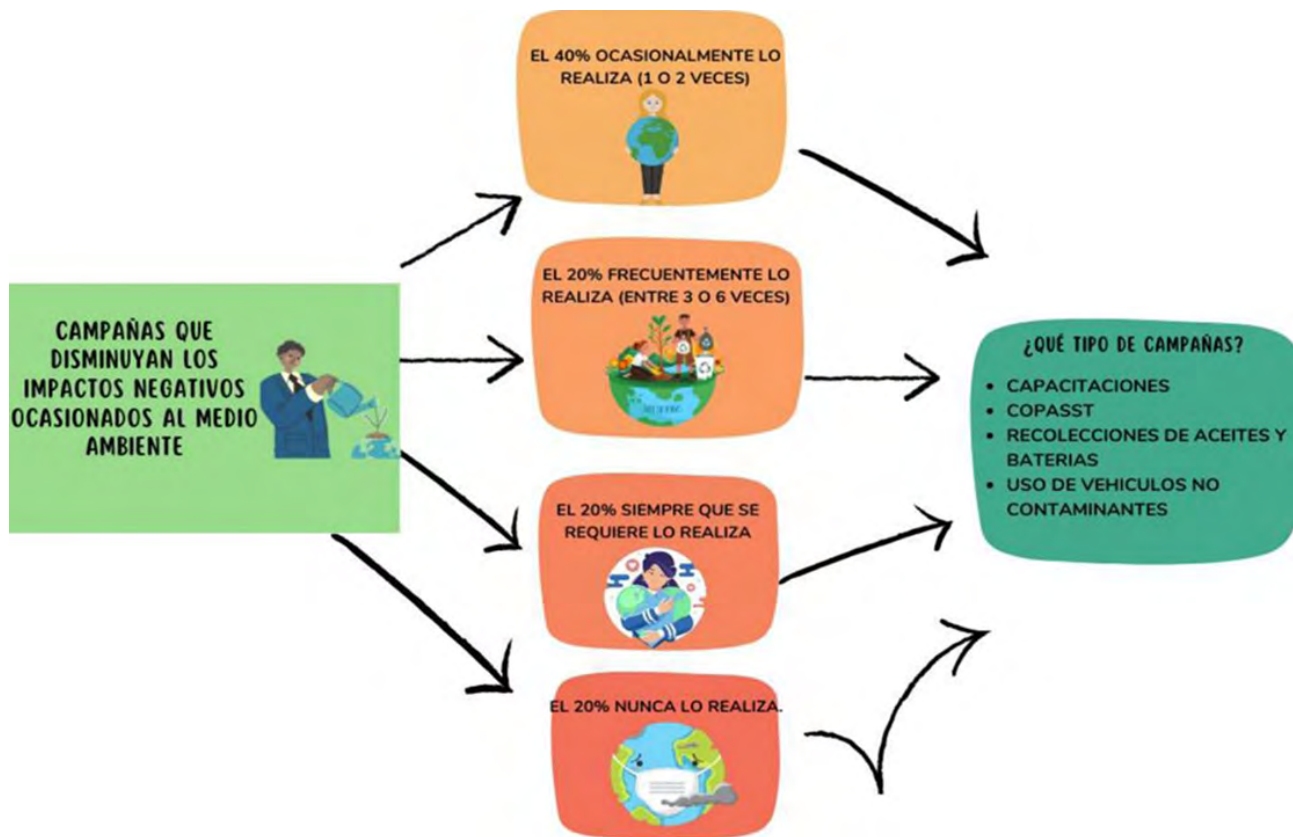 CAMPAÑAS QUE
DISMINUYAN LOS
IMPACTOS NEGATIVOS
OCASIONADOS AL MEDIO
AMBIENTE
EL 40% OCASIONALMENTE LO
REALIZA (1 O 2 VECES)
EL 20% FRECUENTEMENTE LO
REALIZA (ENTRE 3 O 6 VECES)
EL 20% SIEMPRE QUE SE
REQUIERE LO REALIZA
EL 20% NUNCA LO REALIZA.
¿QUÉ TIPO DE CAMPAÑAS?
• CAPACITACIONES
• COPASST
• RECOLECCIONES DE ACEITES Y
BATERIAS
• USO DE VEHICULOS NO
CONTAMINANTES